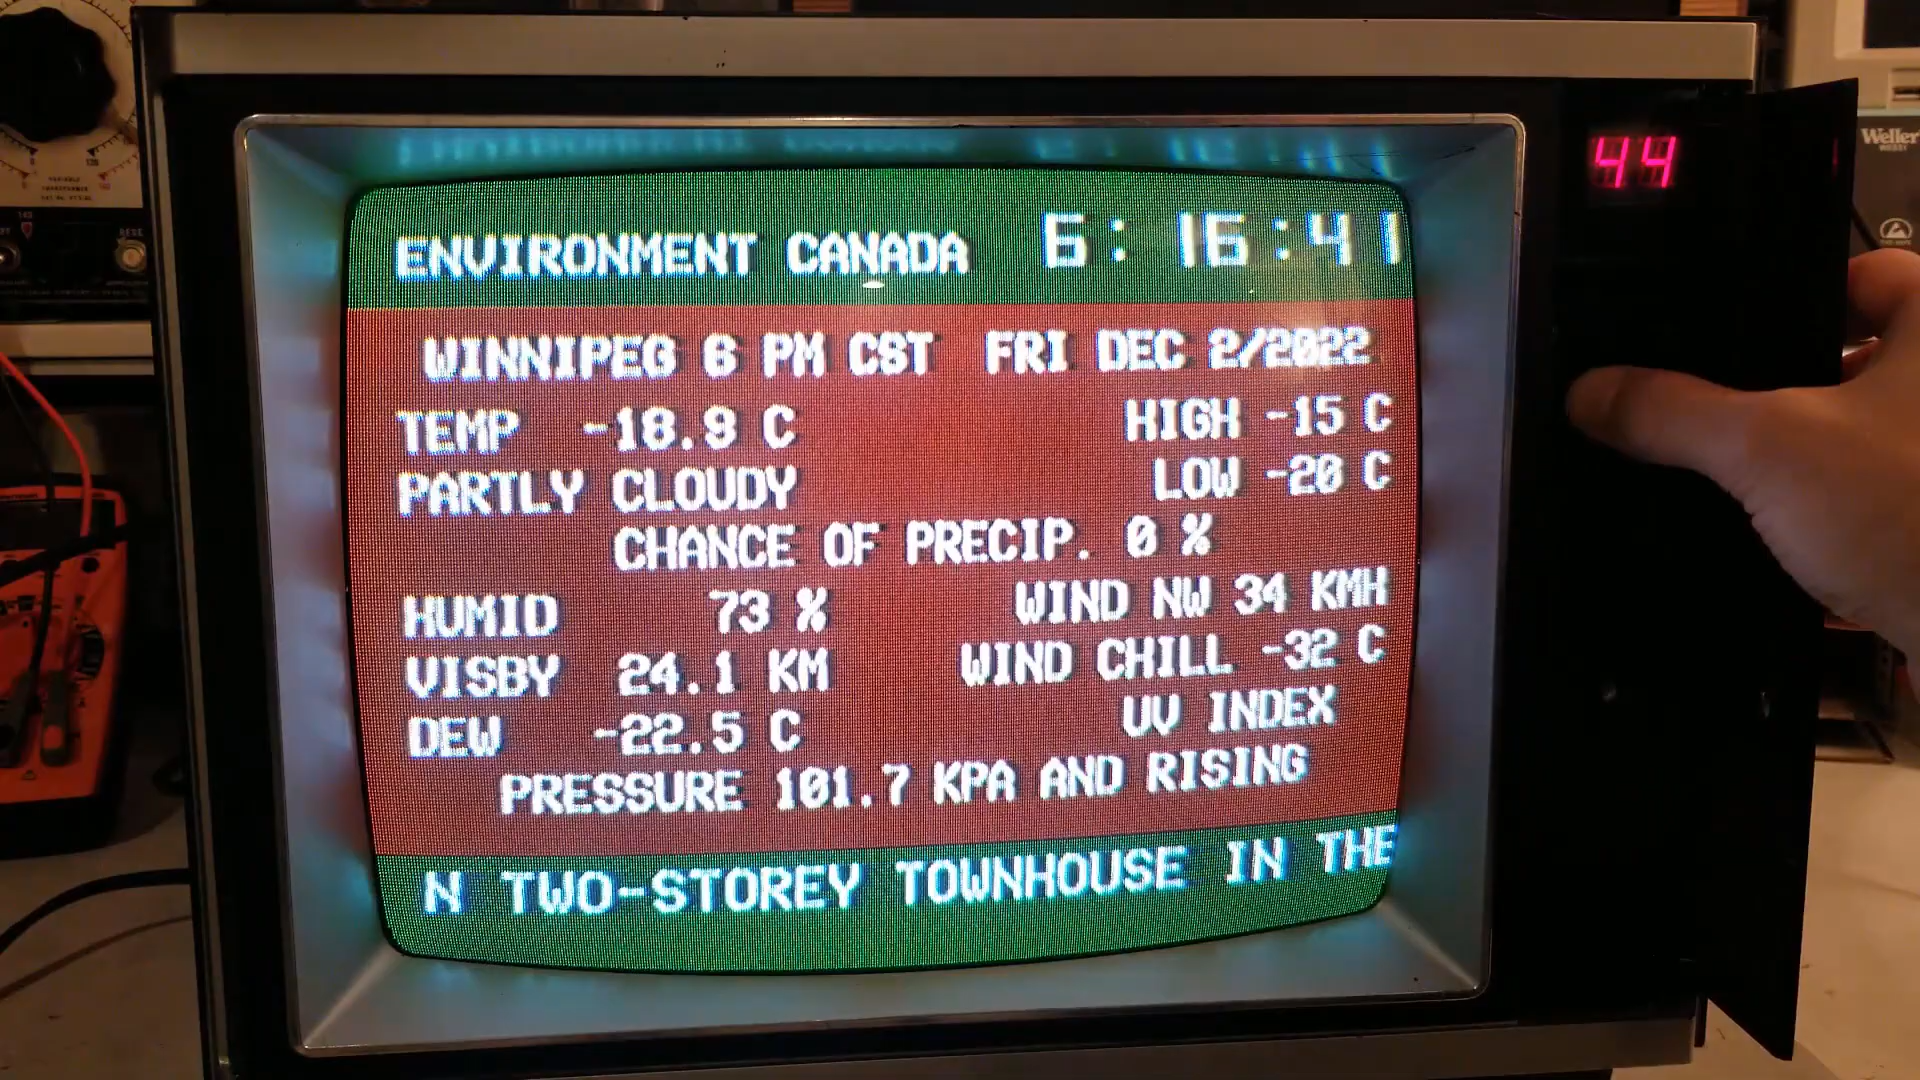 ENVIRONMENT CANADA 6:16:41
WINNIPEG 6 PM CST FRI DEC 2/2022
TEMP -18.9 C HIGH -15 C
PARTLY CLOUDY LOW -20 C
CHANCE OF PRECIP. 0 %
HUMID 73 % WIND NW 34 KMH
VISBY 24.1 KM WIND CHILL -32 C
DEW -22.5 C UV INDEX
PRESSURE 101.7 KPA AND RISING
N TWO-STOREY TOWNHOUSE IN THE
44
Weller